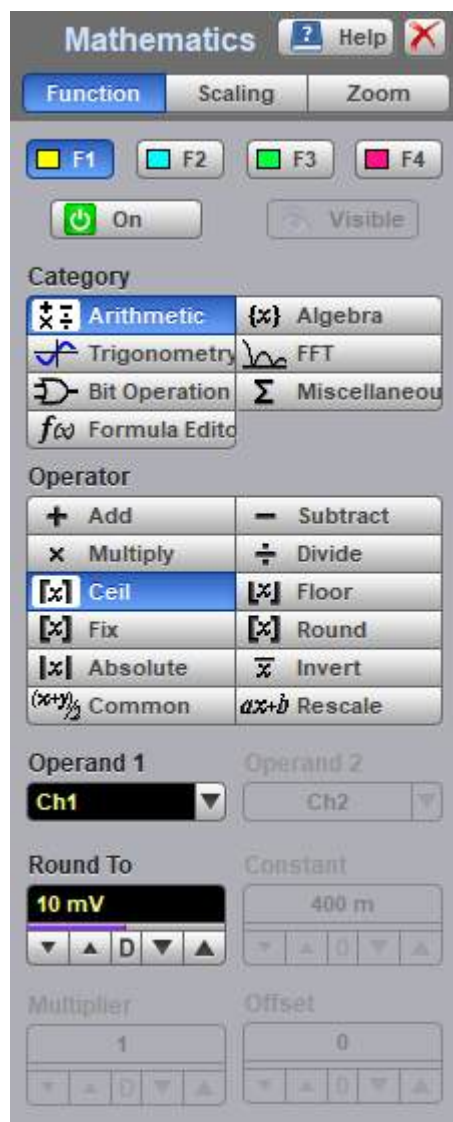 Mathematics Help
Function Scaling Zoom
F1 F2 F3 F4
On Visible
Category
Arithmetic {x} Algebra
Trigonometry FFT
Bit Operation Σ Miscellaneou
f(x) Formula Edito
Operator
+ Add − Subtract
× Multiply ÷ Divide
⌈x⌉ Ceil ⌊x⌋ Floor
[x] Fix [x] Round
|x| Absolute x̅ Invert
(x+y)/2 Common ax+b Rescale
Operand 1 Operand 2
Ch1 Ch2
Round To Constant
10 mV 400 m
D D
Multiplier Offset
1 0
D D